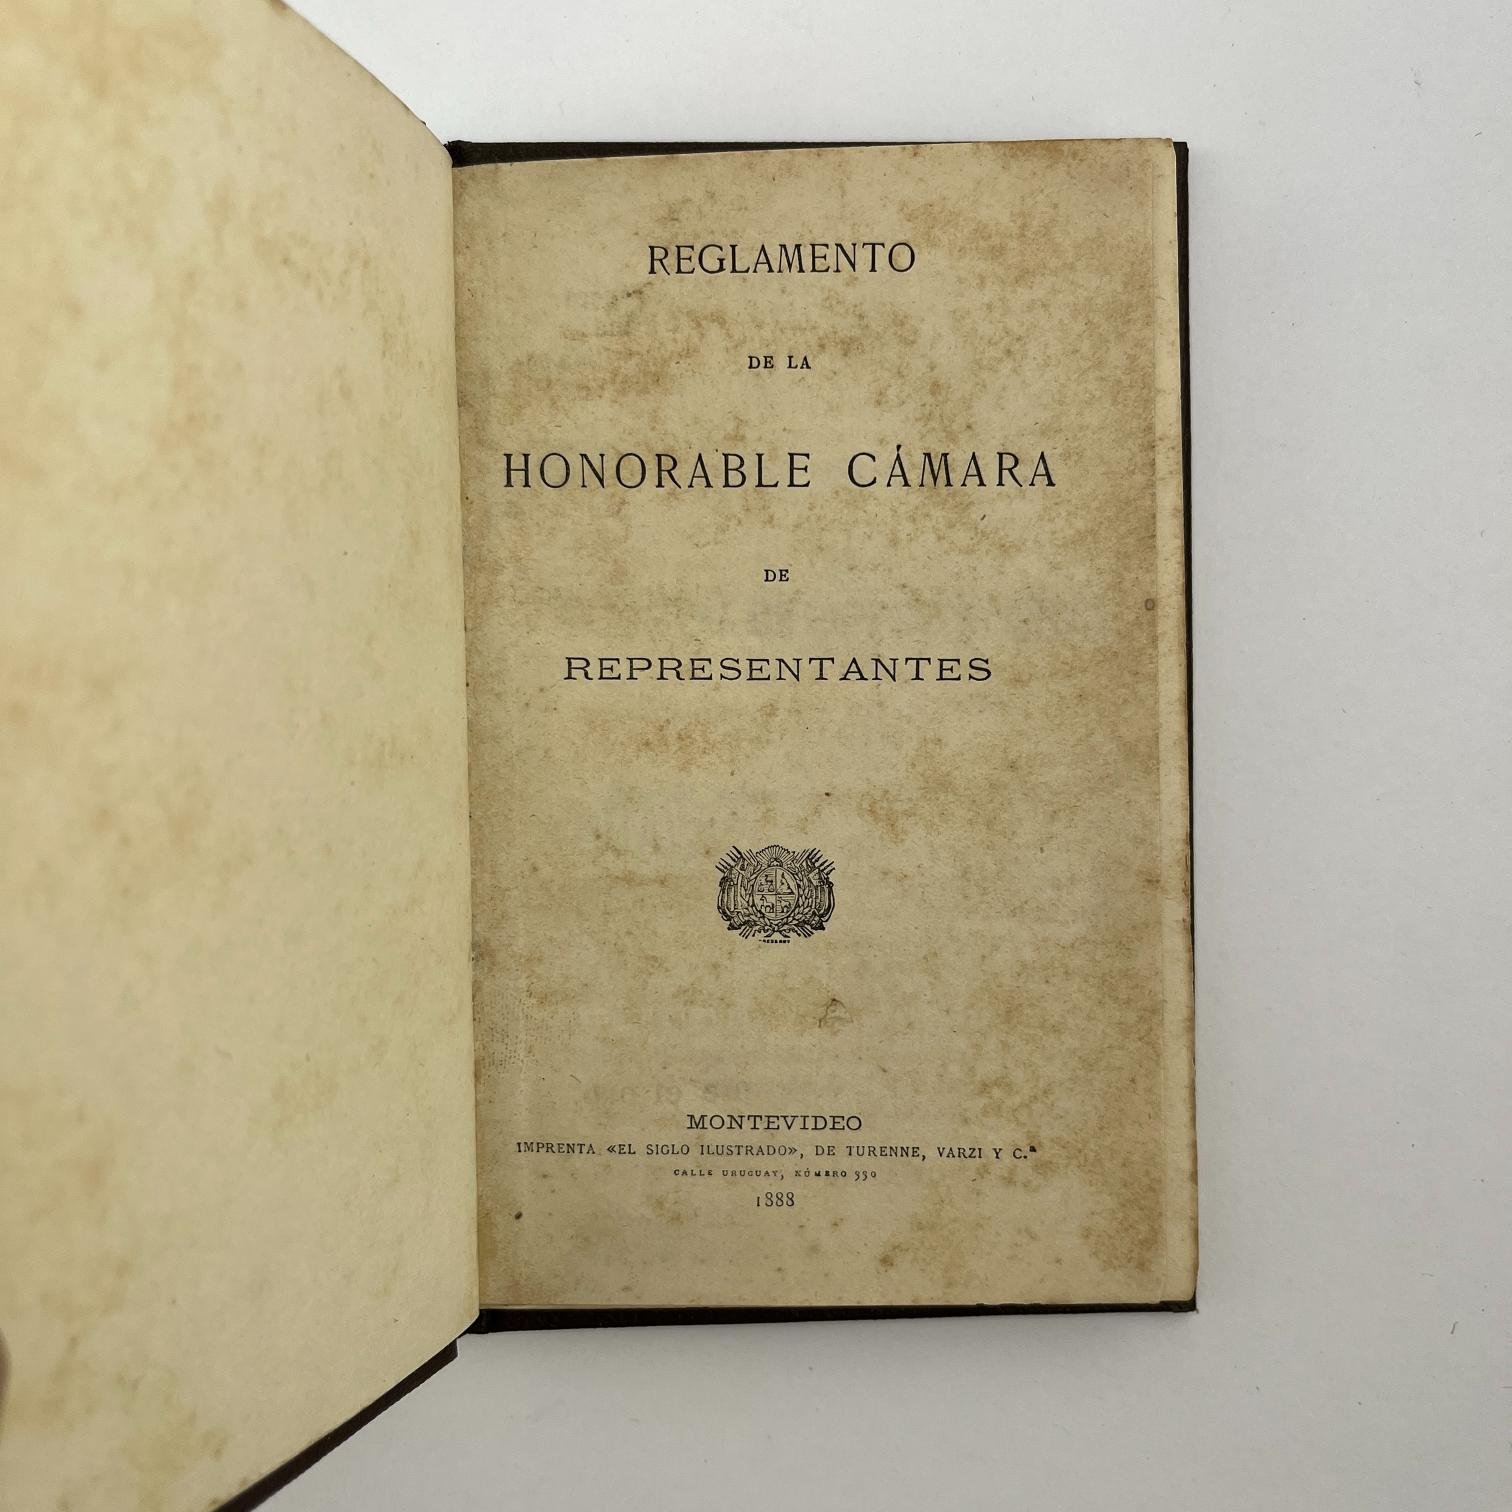 REGLAMENTO
DE LA
HONORABLE CÁMARA
DE
REPRESENTANTES
MONTEVIDEO
IMPRENTA «EL SIGLO ILUSTRADO», DE TURENNE, VARZI Y C.ª
CALLE URUGUAY, NÚMERO 330
1888